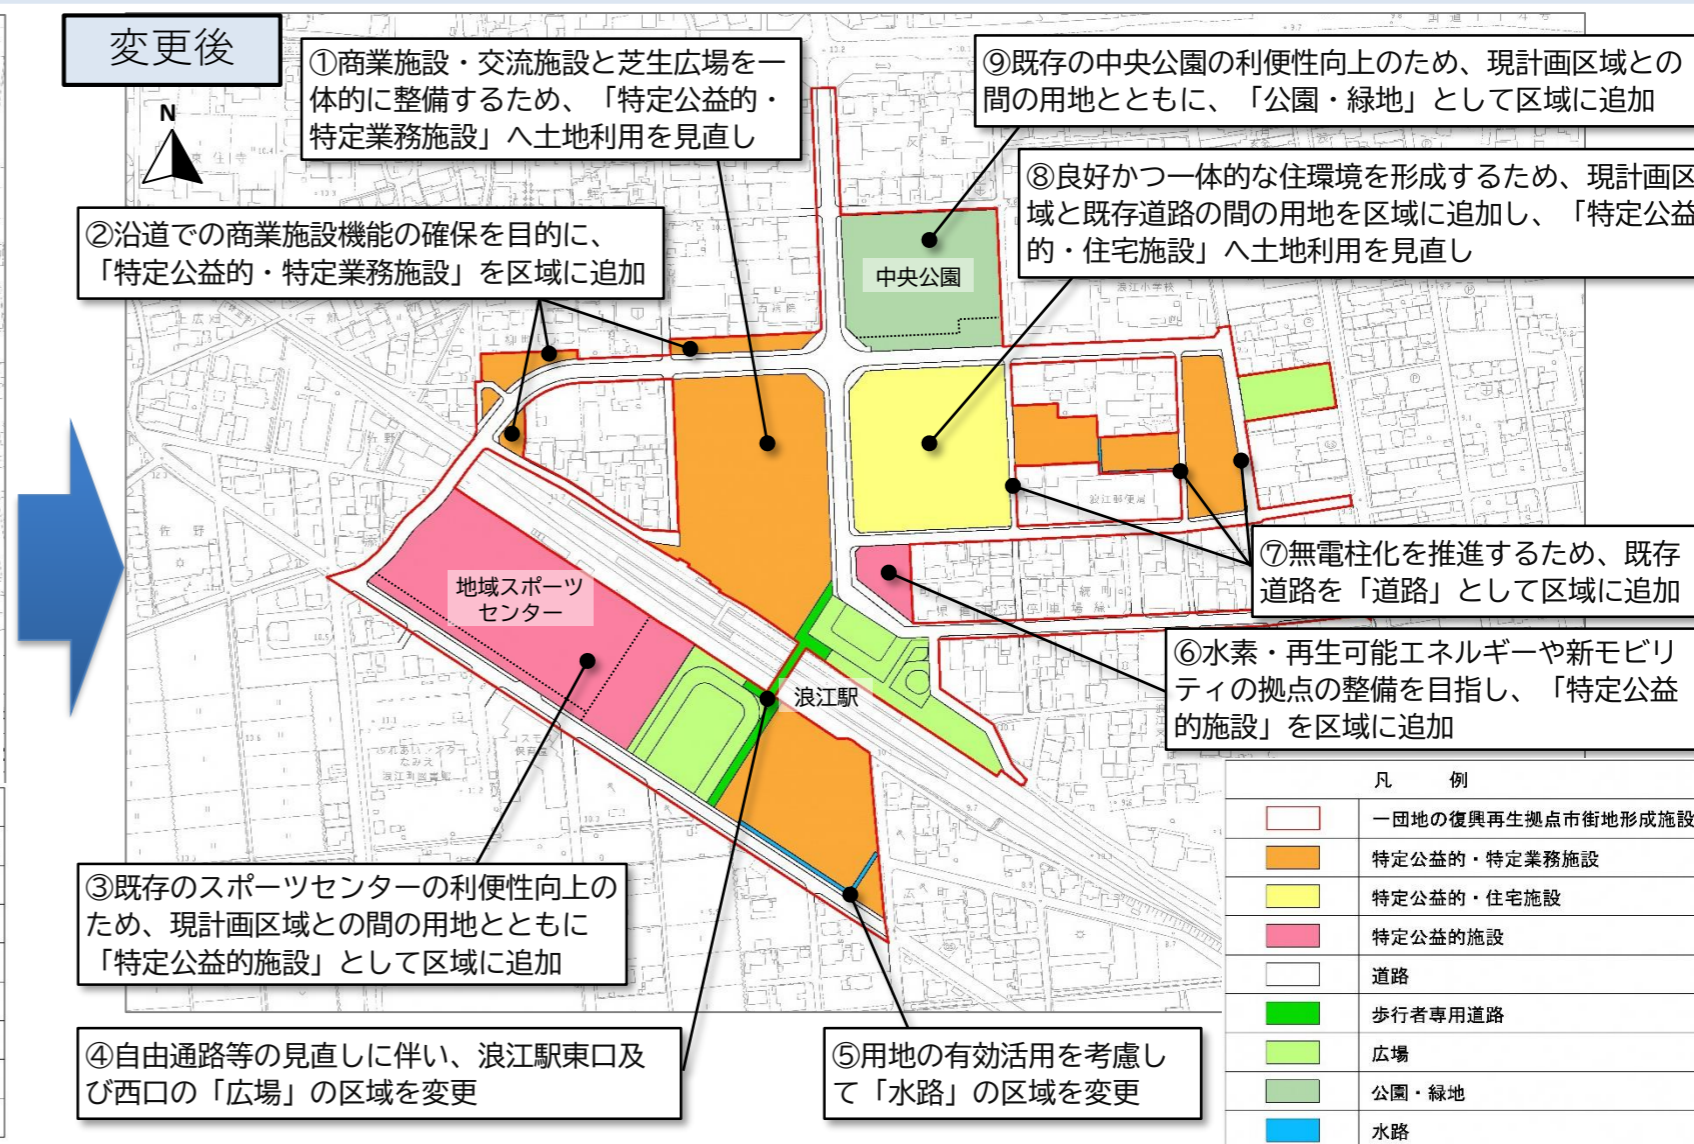 変更後
N
①商業施設・交流施設と芝生広場を一
体的に整備するため、「特定公益的・
特定業務施設」へ土地利用を見直し
⑨既存の中央公園の利便性向上のため、現計画区域との
間の用地とともに、「公園・緑地」として区域に追加
⑧良好かつ一体的な住環境を形成するため、現計画区
域と既存道路の間の用地を区域に追加し、「特定公益
的・住宅施設」へ土地利用を見直し
②沿道での商業施設機能の確保を目的に、
「特定公益的・特定業務施設」を区域に追加
中央公園
浪江小学校
浪江郵便局
佐野
⑦無電柱化を推進するため、既存
道路を「道路」として区域に追加
地域スポーツ
センター
⑥水素・再生可能エネルギーや新モビリ
ティの拠点の整備を目指し、「特定公益
的施設」を区域に追加
浪江駅
③既存のスポーツセンターの利便性向上の
ため、現計画区域との間の用地とともに
「特定公益的施設」として区域に追加
④自由通路等の見直しに伴い、浪江駅東口及
び西口の「広場」の区域を変更
⑤用地の有効活用を考慮し
て「水路」の区域を変更
凡 例
一団地の復興再生拠点市街地形成施設
特定公益的・特定業務施設
特定公益的・住宅施設
特定公益的施設
道路
歩行者専用道路
広場
公園・緑地
水路